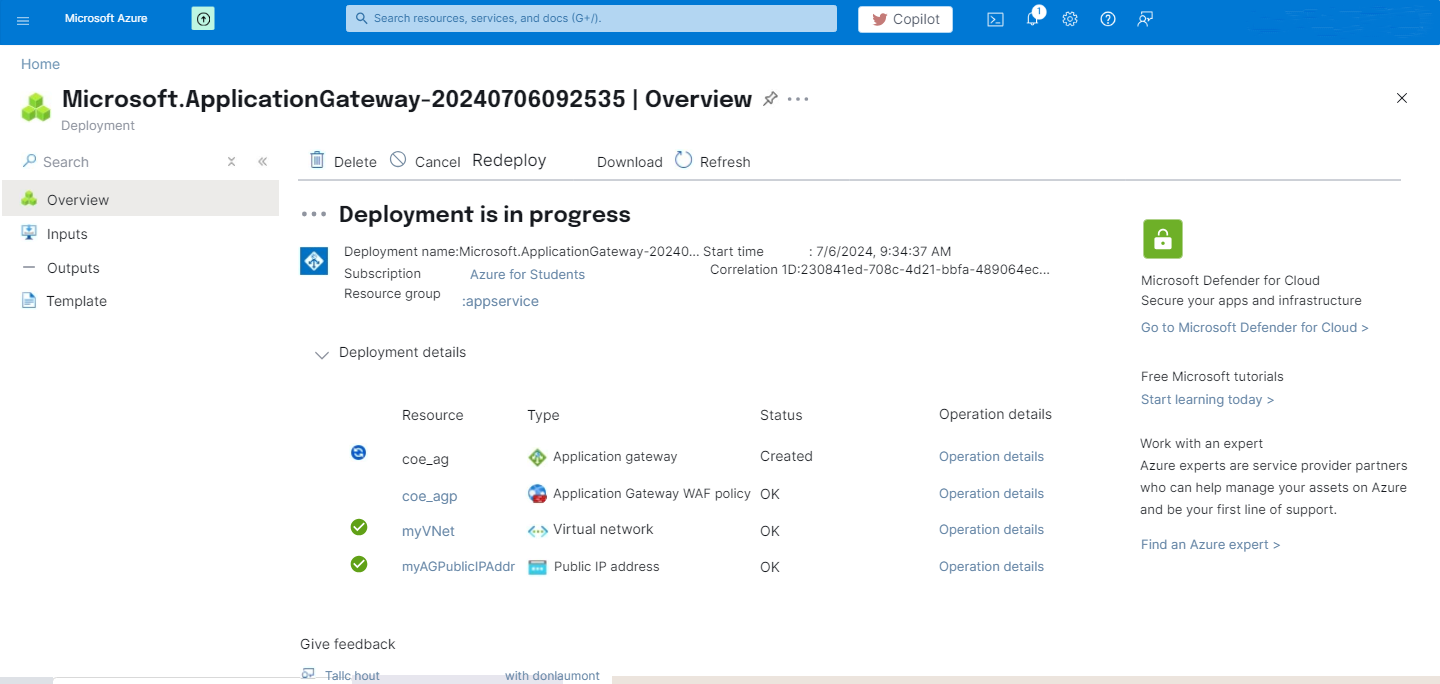 Microsoft Azure
Search resources, services, and docs (G+/).
Copilot
1
Home
Microsoft.ApplicationGateway-20240706092535 | Overview
Deployment
Search
Delete Cancel Redeploy Download Refresh
Overview
Inputs
Outputs
Template
Deployment is in progress
Deployment name:Microsoft.ApplicationGateway-20240... Start time : 7/6/2024, 9:34:37 AM
Subscription Azure for Students Correlation 1D:230841ed-708c-4d21-bbfa-489064ec...
Resource group :appservice
Deployment details
Resource Type Status Operation details
coe_ag Application gateway Created Operation details
coe_agp Application Gateway WAF policy OK Operation details
myVNet Virtual network OK Operation details
myAGPublicIPAddr Public IP address OK Operation details
Give feedback
Tallc hout with donlaumont
Microsoft Defender for Cloud
Secure your apps and infrastructure
Go to Microsoft Defender for Cloud >
Free Microsoft tutorials
Start learning today >
Work with an expert
Azure experts are service provider partners
who can help manage your assets on Azure
and be your first line of support.
Find an Azure expert >